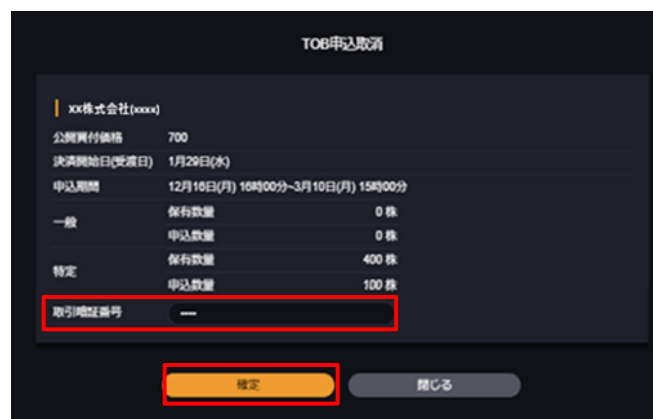 TOB申込取消
xx株式会社(xxxx)
公開買付価格 700
決済開始日(受渡日) 1月29日(水)
申込期間 12月16日(月) 16時00分~3月10日(月) 15時00分
一般 保有数量 0 株
申込数量 0 株
特定 保有数量 400 株
申込数量 100 株
取引暗証番号 ----
確定 閉じる